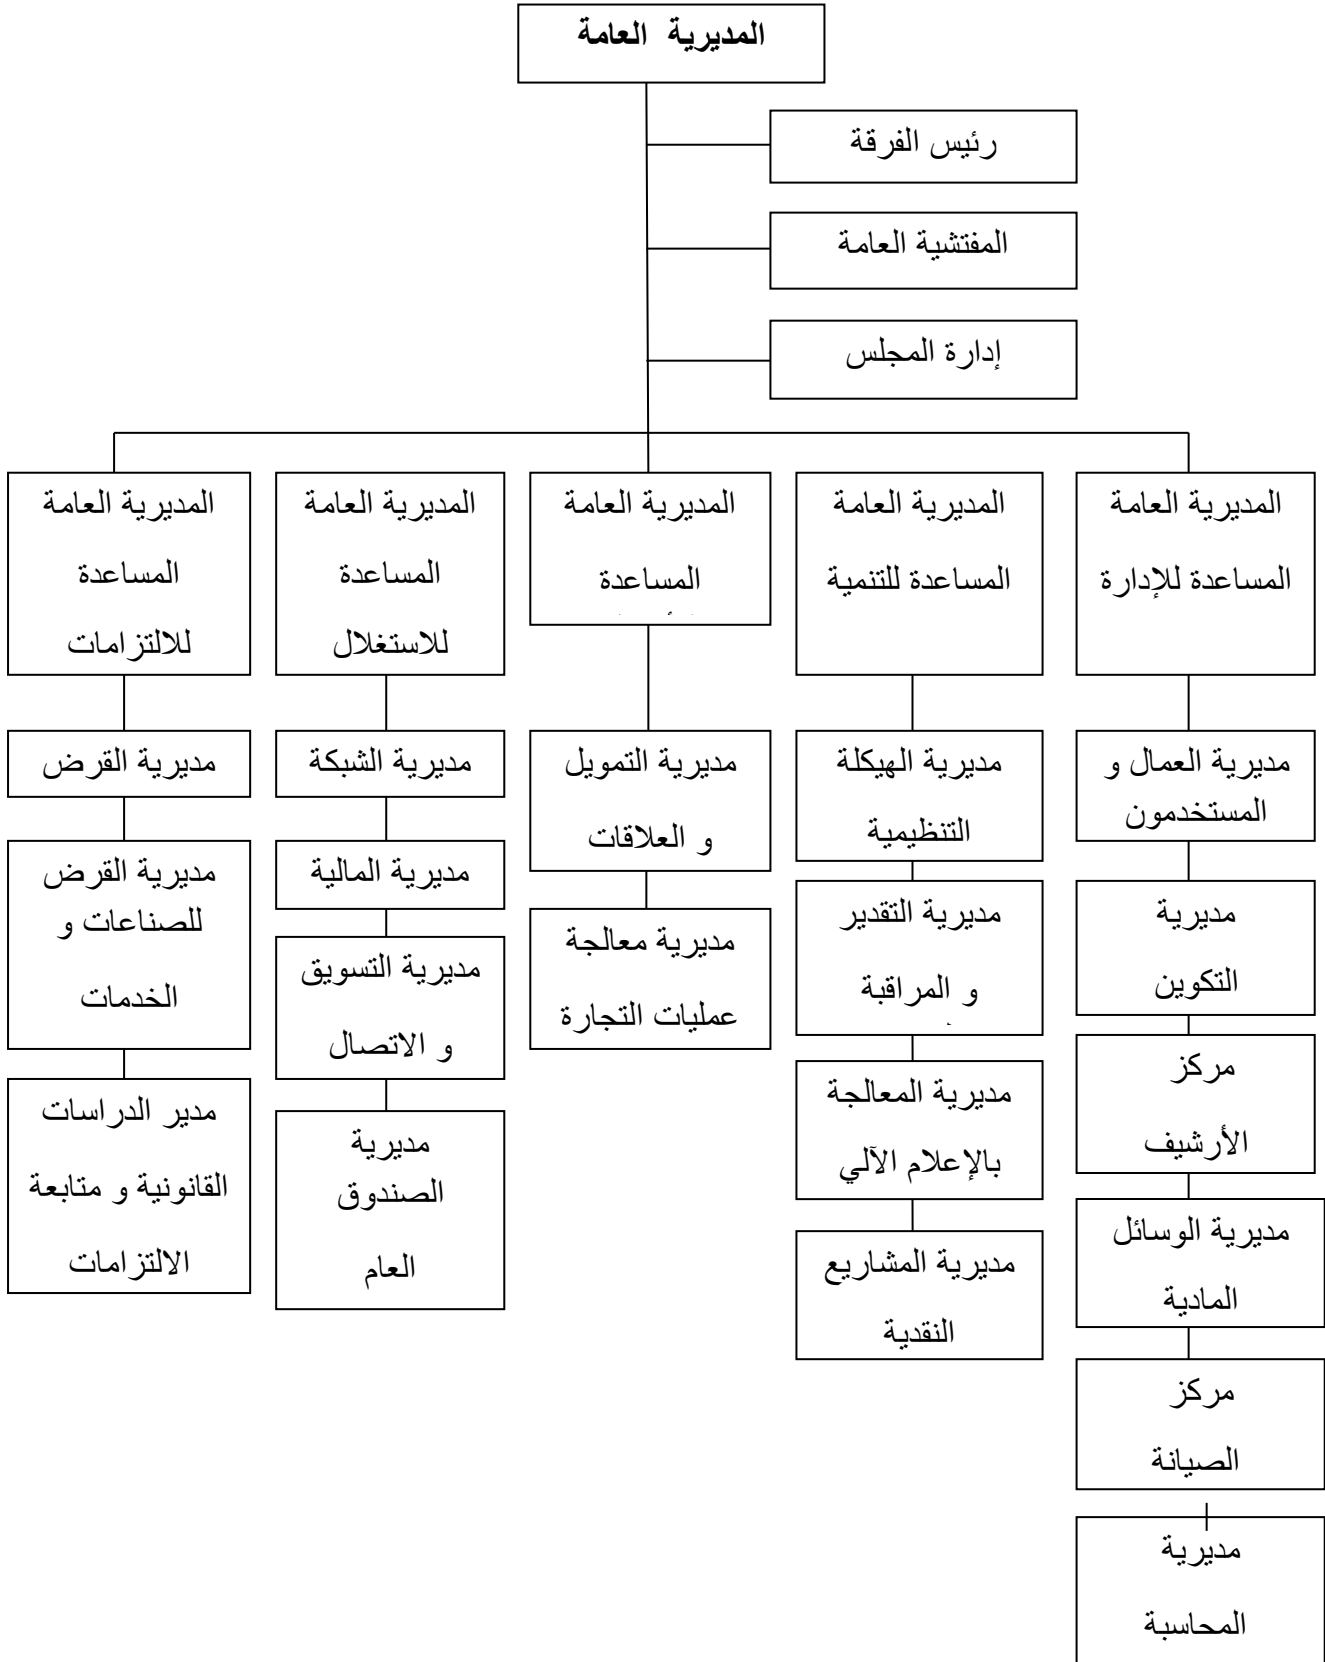 المديرية العامة
رئيس الفرقة
المفتشية العامة
إدارة المجلس
المديرية العامة
المساعدة للإدارة
المديرية العامة
المساعدة للتنمية
المديرية العامة
المساعدة
المديرية العامة
المساعدة
للاستغلال
المديرية العامة
المساعدة
للالتزامات
مديرية العمال و
المستخدمون
مديرية
التكوين
مركز
الأرشيف
مديرية الوسائل
المادية
مركز
الصيانة
مديرية
المحاسبة
مديرية الهيكلة
التنظيمية
مديرية التقدير
و المراقبة
مديرية المعالجة
بالإعلام الآلي
مديرية المشاريع
النقدية
مديرية التمويل
و العلاقات
مديرية معالجة
عمليات التجارة
مديرية الشبكة
مديرية المالية
مديرية التسويق
و الاتصال
مديرية
الصندوق
العام
مديرية القرض
مديرية القرض
للصناعات و
الخدمات
مدير الدراسات
القانونية و متابعة
الالتزامات